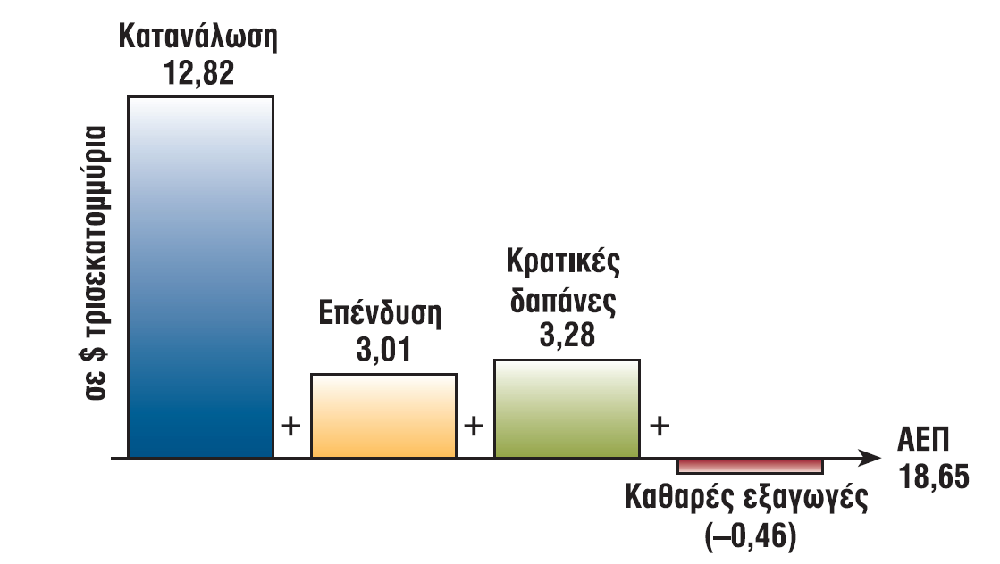 Κατανάλωση
12,82
σε $ τρισεκατομμύρια
Επένδυση
3,01
Κρατικές
δαπάνες
3,28
+
+
+
ΑΕΠ
18,65
Καθαρές εξαγωγές
(–0,46)